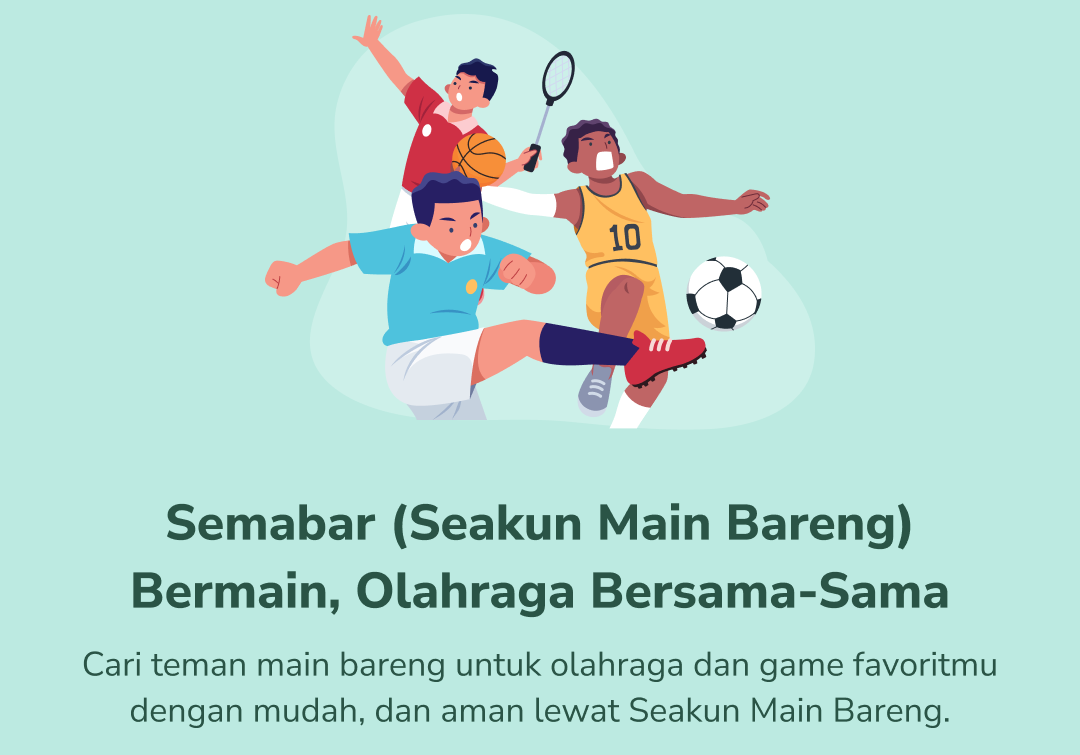 10
Semabar (Seakun Main Bareng)
Bermain, Olahraga Bersama-Sama
Cari teman main bareng untuk olahraga dan game favoritmu
dengan mudah, dan aman lewat Seakun Main Bareng.